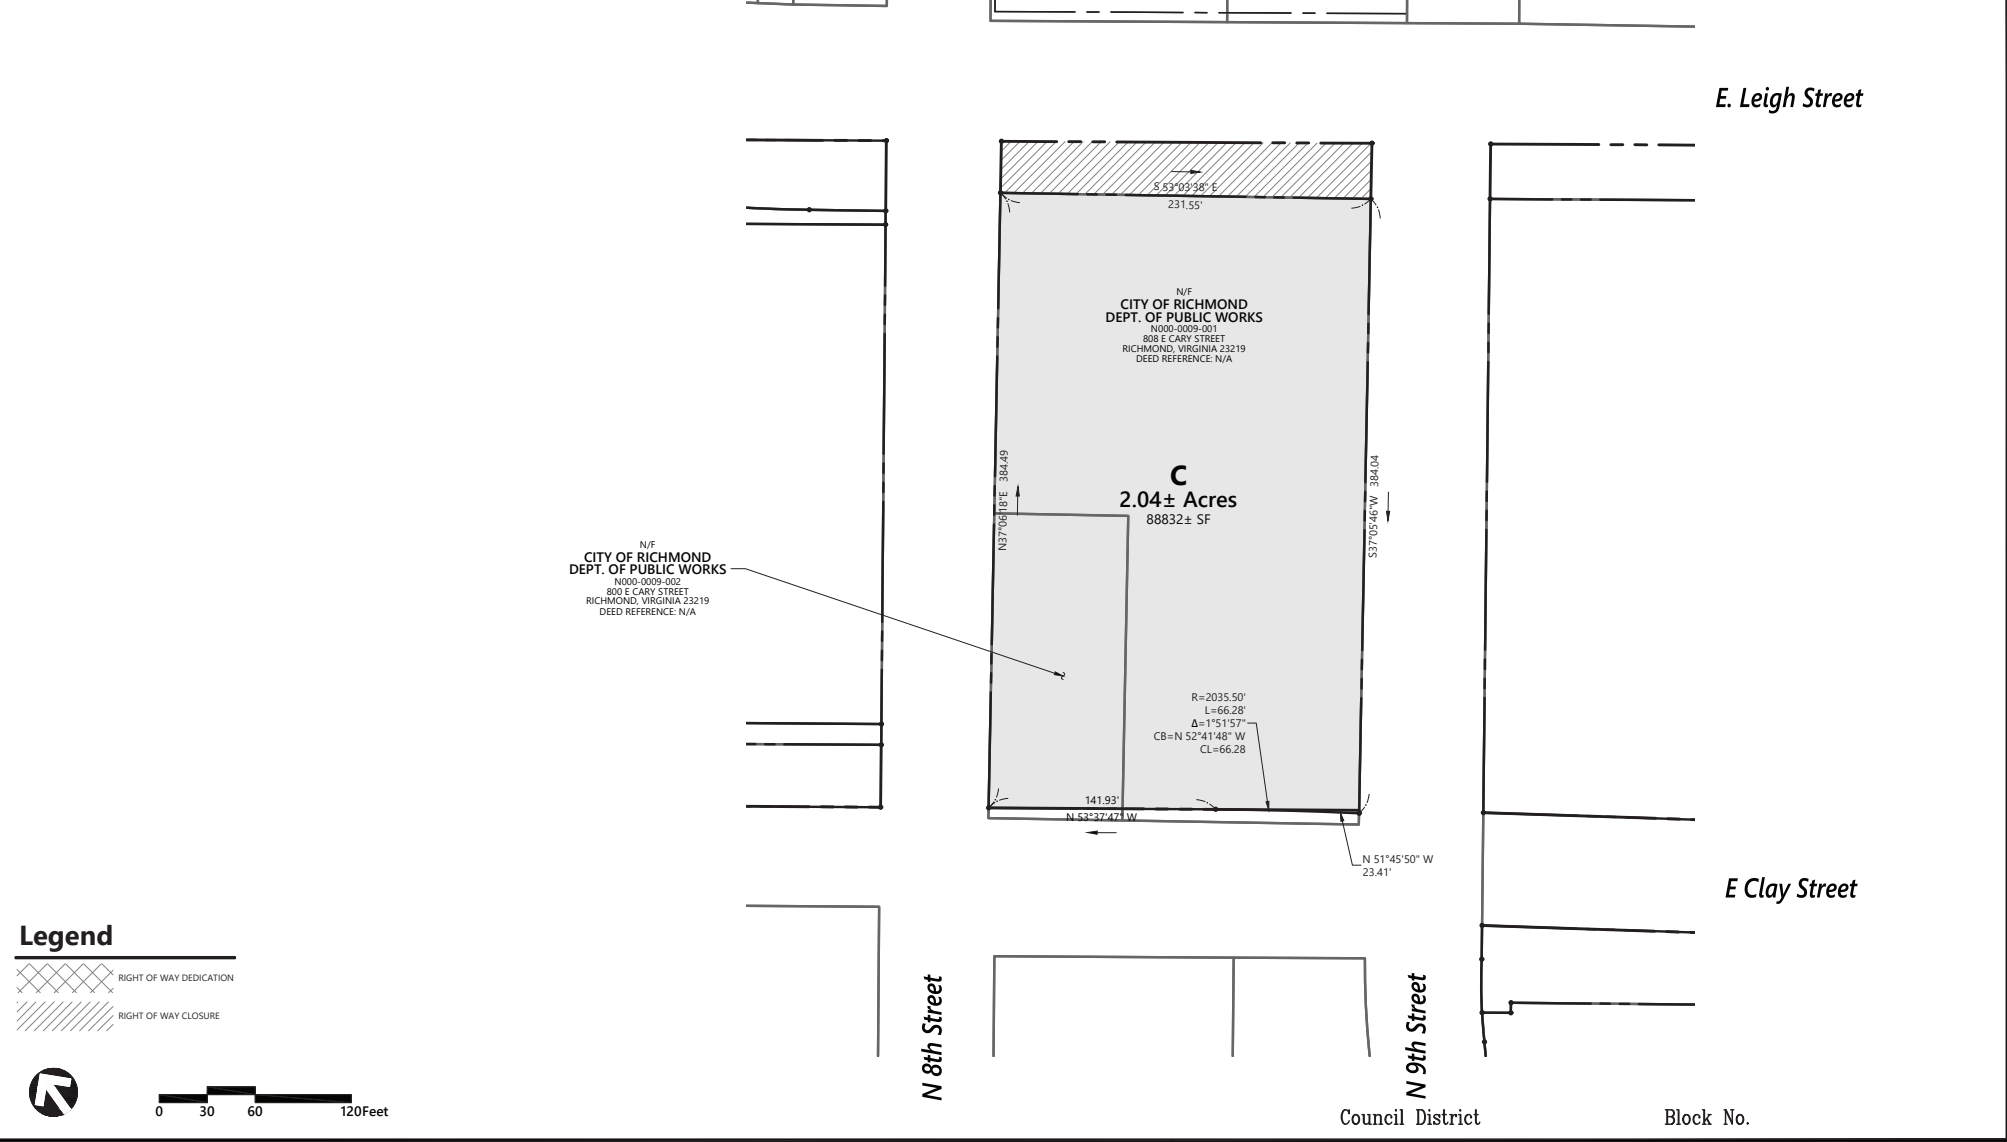 E. Leigh Street
S 53°03'38" E
231.55'
N/F
CITY OF RICHMOND
DEPT. OF PUBLIC WORKS
N000-0009-001
808 E CARY STREET
RICHMOND, VIRGINIA 23219
DEED REFERENCE: N/A
N37°06'18"E 384.49
S37°05'46"W 384.04
C
2.04± Acres
88832± SF
N/F
CITY OF RICHMOND
DEPT. OF PUBLIC WORKS
N000-0009-002
800 E CARY STREET
RICHMOND, VIRGINIA 23219
DEED REFERENCE: N/A
R=2035.50'
L=66.28'
Δ=1°51'57"
CB=N 52°41'48" W
CL=66.28
141.93'
N 53°37'47" W
N 51°45'50" W
23.41'
E Clay Street
Legend
RIGHT OF WAY DEDICATION
RIGHT OF WAY CLOSURE
N 8th Street
N 9th Street
0 30 60 120Feet
Council District Block No.